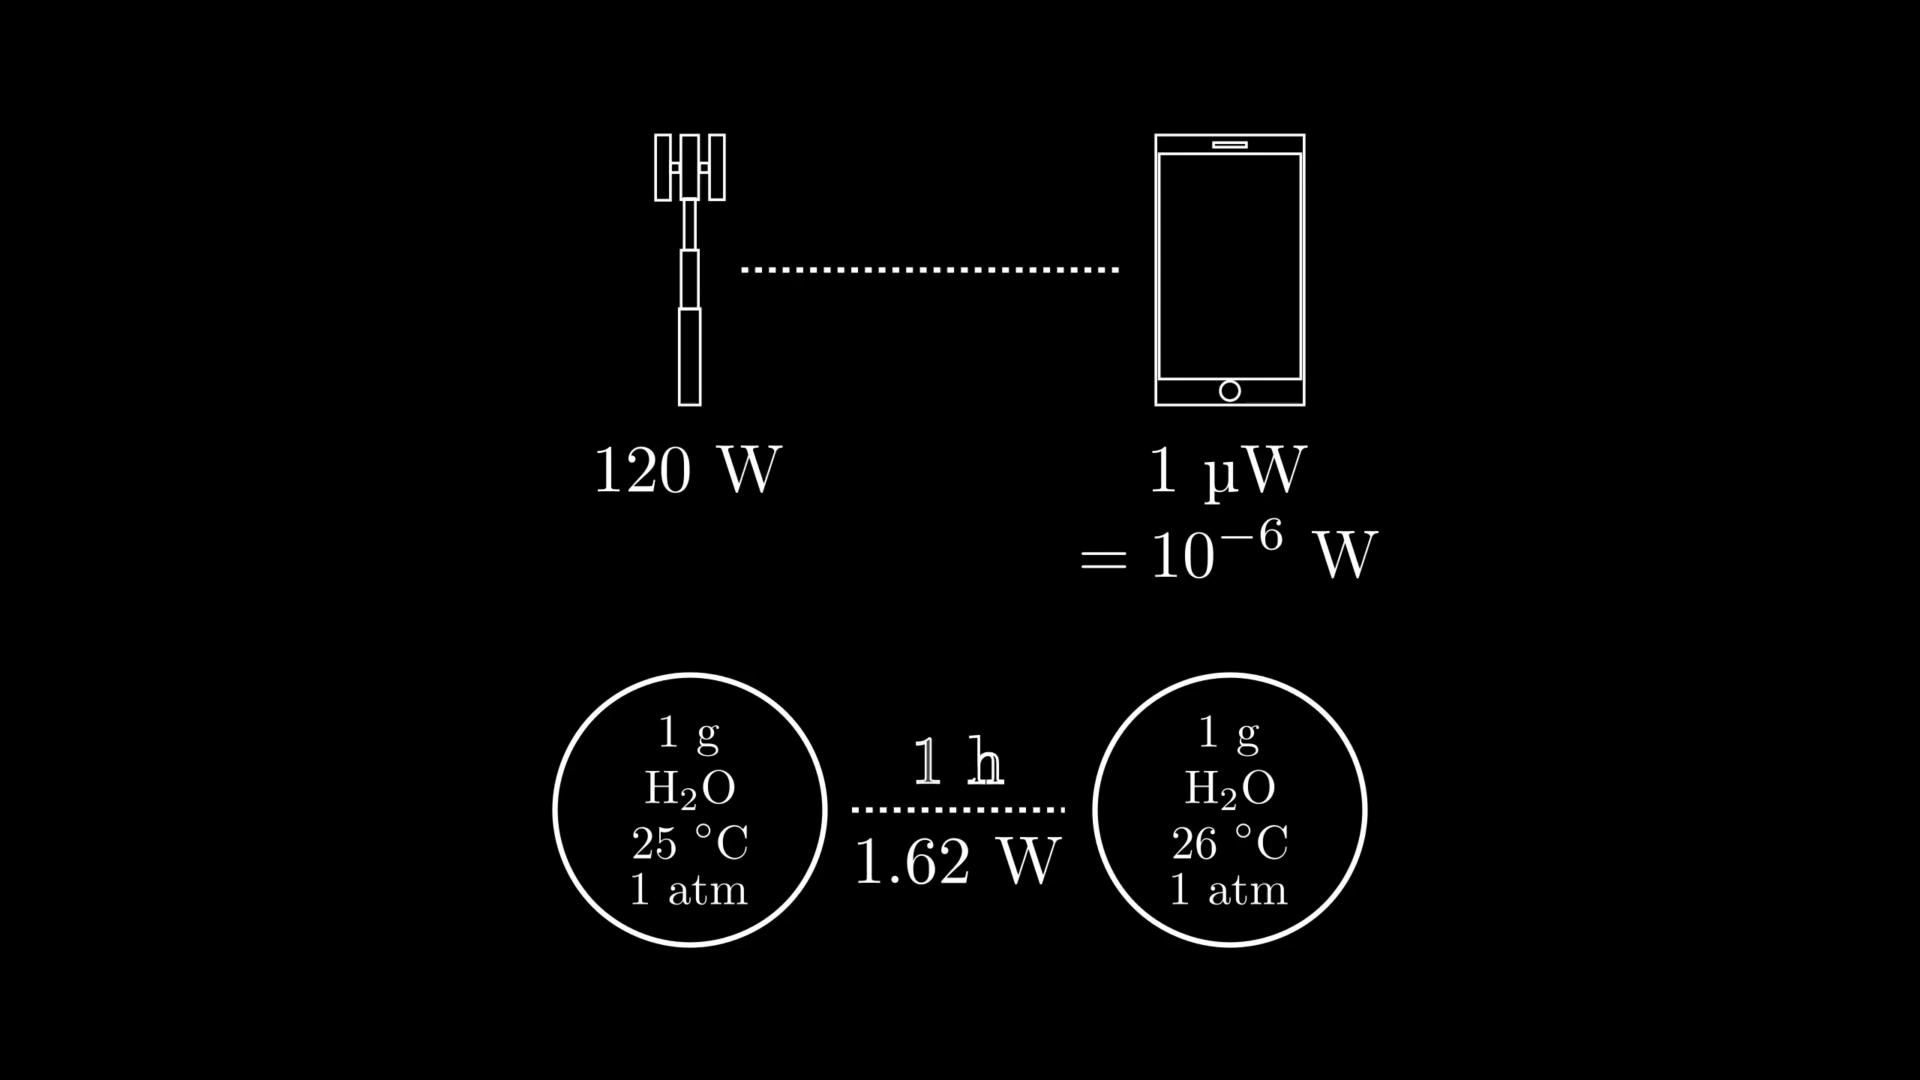 120 W
1 µW
= 10⁻⁶ W
1 g
H₂O
25 °C
1 atm
1 h
1.62 W
1 g
H₂O
26 °C
1 atm